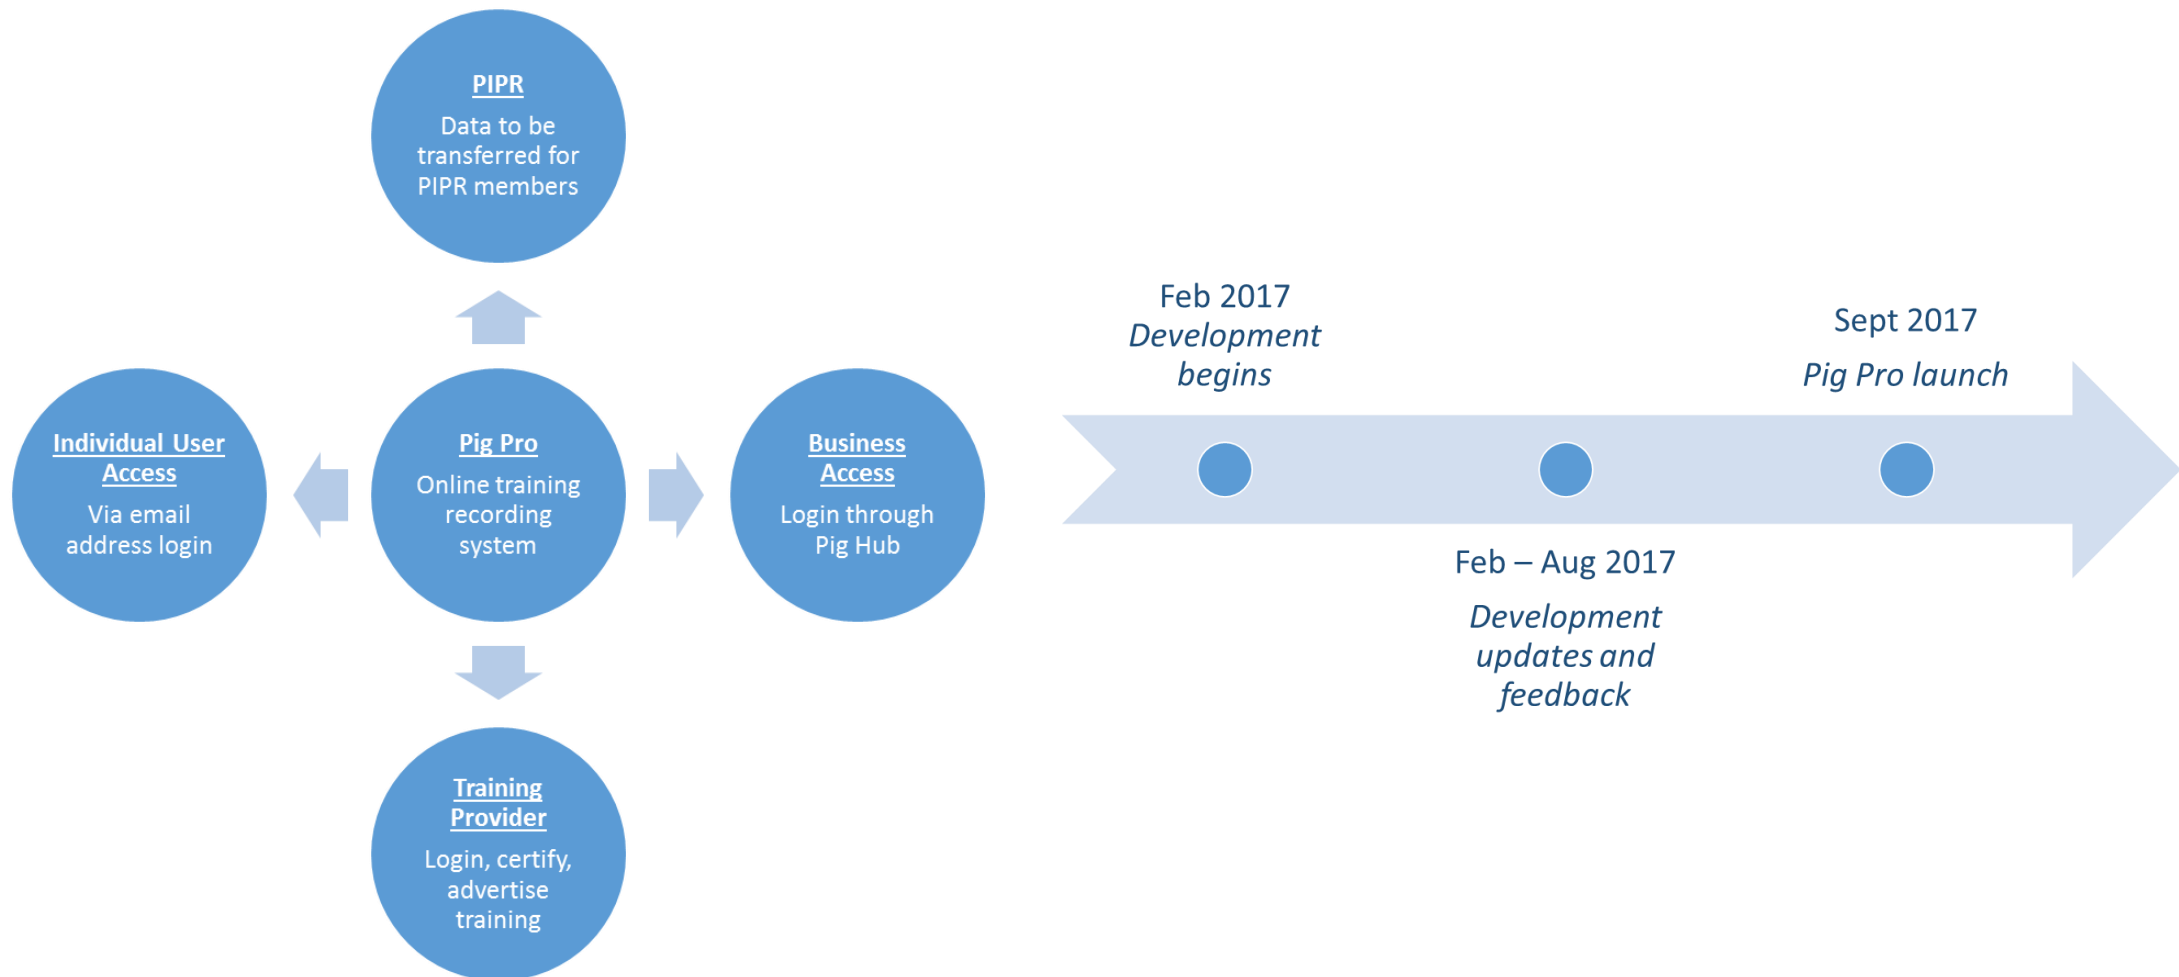 PIPR
Data to be
transferred for
PIPR members
Individual User
Access
Via email
address login
Pig Pro
Online training
recording
system
Business
Access
Login through
Pig Hub
Training
Provider
Login, certify,
advertise
training
Feb 2017
Development
begins
Feb – Aug 2017
Development
updates and
feedback
Sept 2017
Pig Pro launch